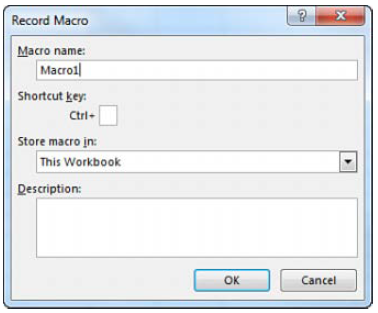 Record Macro
Macro name:
Macro1
Shortcut key:
Ctrl+
Store macro in:
This Workbook
Description:
OK Cancel